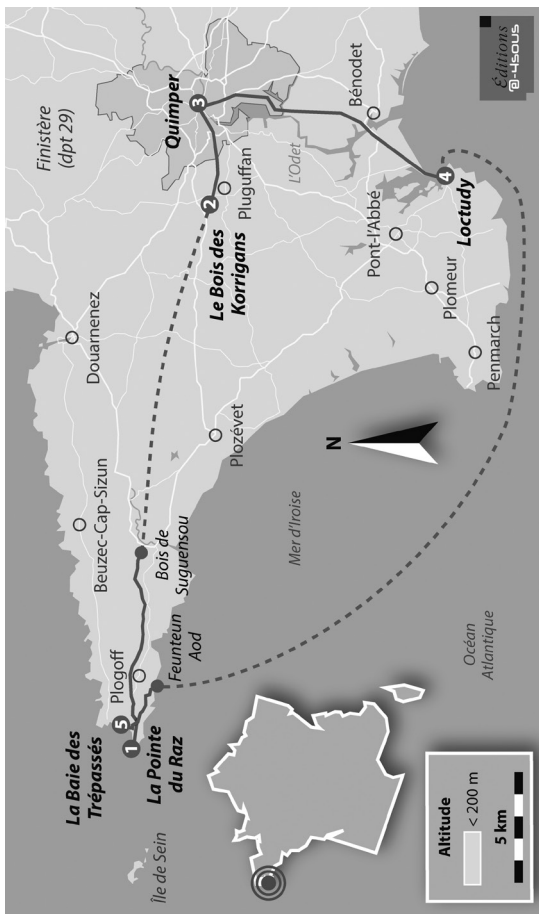 Finistère
(dpt 29)
Éditions
@-4sous
Quimper
3
Bénodet
L'Odet
2
Pluguffan
Le Bois des
Korrigans
4
Loctudy
Pont-l'Abbé
Plomeur
Penmarch
Douarnenez
Beuzec-Cap-Sizun
Plozévet
N
Bois de
Suguensou
Mer d'Iroise
Feunteun
Aod
Plogoff
5
1
La Baie des
Trépassés
La Pointe
du Raz
Île de Sein
Océan
Atlantique
Altitude
< 200 m
5 km